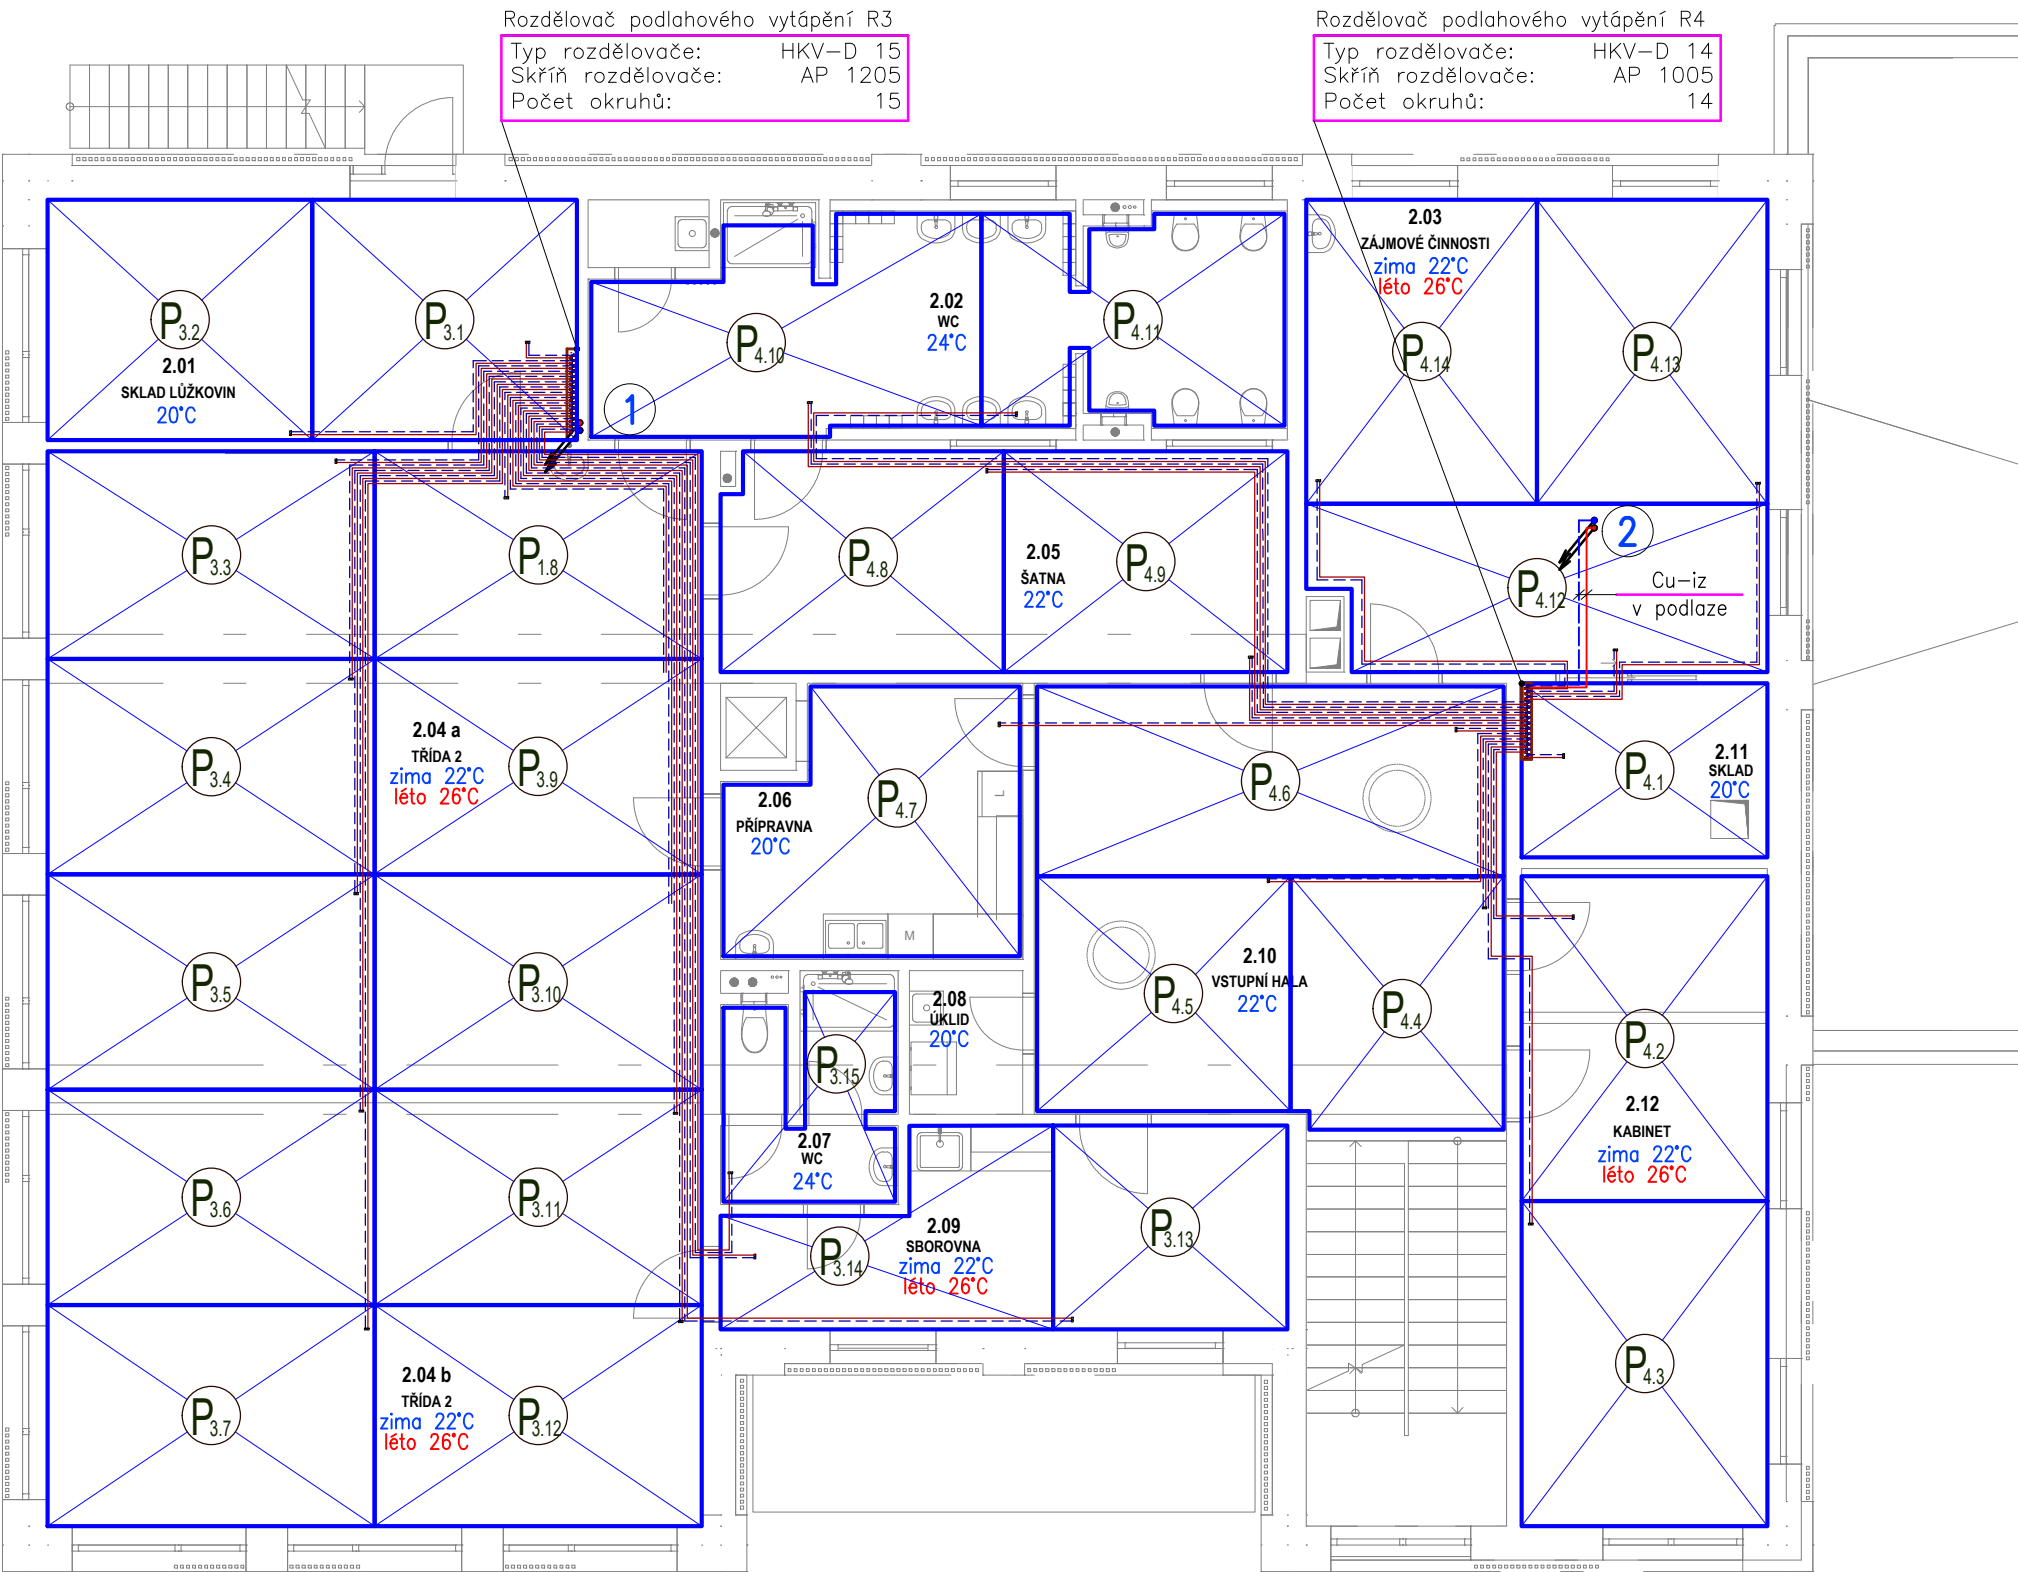 Rozdělovač podlahového vytápění R3
Typ rozdělovače: HKV-D 15
Skříň rozdělovače: AP 1205
Počet okruhů: 15
Rozdělovač podlahového vytápění R4
Typ rozdělovače: HKV-D 14
Skříň rozdělovače: AP 1005
Počet okruhů: 14
P3.2
2.01
SKLAD LŮŽKOVIN
20°C
P3.1
1
P4.10
2.02
WC
24°C
P4.11
2.03
ZÁJMOVÉ ČINNOSTI
zima 22°C
léto 26°C
P4.14
P4.13
P3.3
P1.8
P4.8
2.05
ŠATNA
22°C
P4.9
P4.12
2
Cu-iz
v podlaze
P3.4
2.04 a
TŘÍDA 2
zima 22°C
léto 26°C
P3.9
2.06
PŘÍPRAVNA
20°C
P4.7
L
M
P4.6
P4.1
2.11
SKLAD
20°C
P3.5
P3.10
P3.15
2.08
ÚKLID
20°C
P4.5
2.10
VSTUPNÍ HALA
22°C
P4.4
P4.2
2.12
KABINET
zima 22°C
léto 26°C
P3.6
P3.11
2.07
WC
24°C
P3.14
2.09
SBOROVNA
zima 22°C
léto 26°C
P3.13
P3.7
2.04 b
TŘÍDA 2
zima 22°C
léto 26°C
P3.12
P4.3